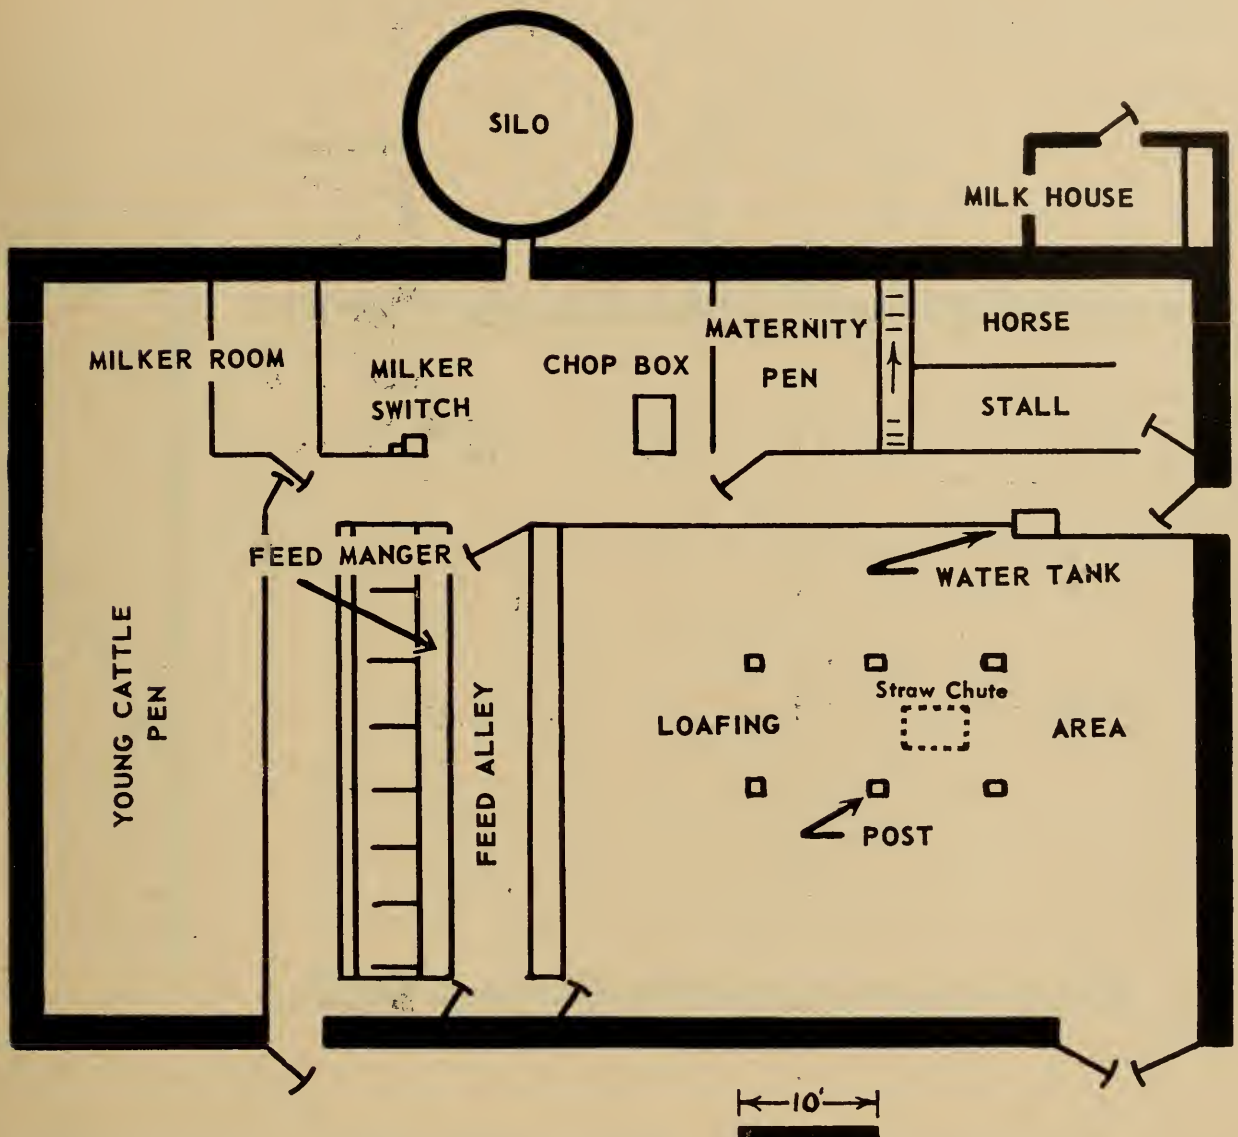 SILO
MILK HOUSE
MILKER ROOM
MILKER
SWITCH
CHOP BOX
MATERNITY
PEN
HORSE
STALL
FEED MANGER
WATER TANK
YOUNG CATTLE
PEN
FEED ALLEY
LOAFING AREA
Straw Chute
POST
10'